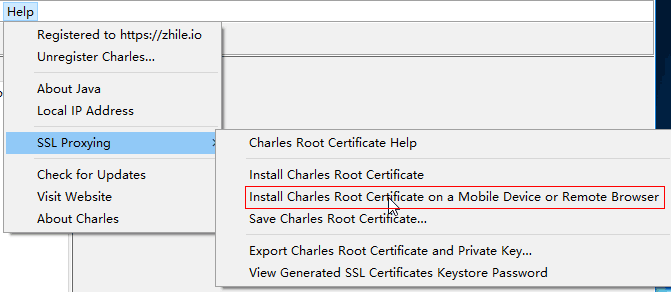 Help
Registered to https://zhile.io
Unregister Charles...
About Java
Local IP Address
SSL Proxying
Check for Updates
Visit Website
About Charles
Charles Root Certificate Help
Install Charles Root Certificate
Install Charles Root Certificate on a Mobile Device or Remote Browser
Save Charles Root Certificate...
Export Charles Root Certificate and Private Key...
View Generated SSL Certificates Keystore Password